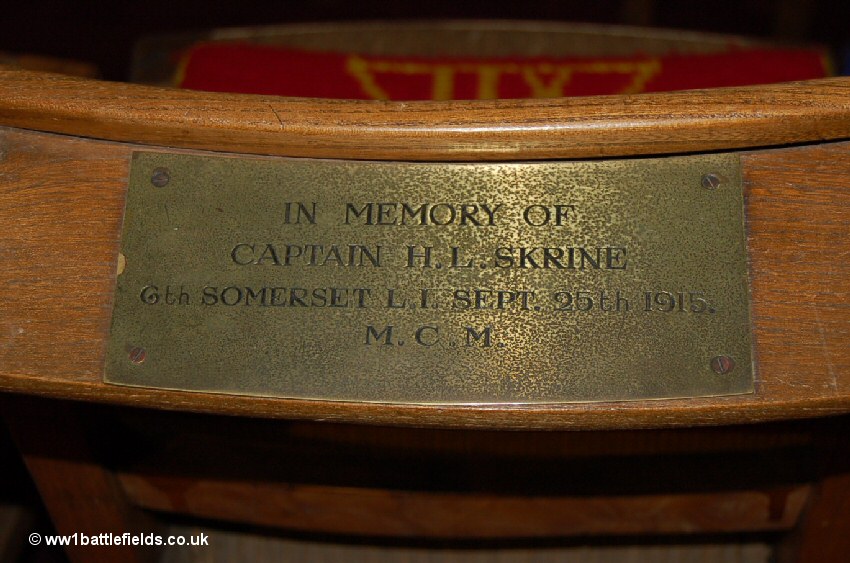 IN MEMORY OF
CAPTAIN H.L. SKRINE
6th SOMERSET L.I. SEPT. 25th 1915.
M.C.M.
© ww1battlefields.co.uk